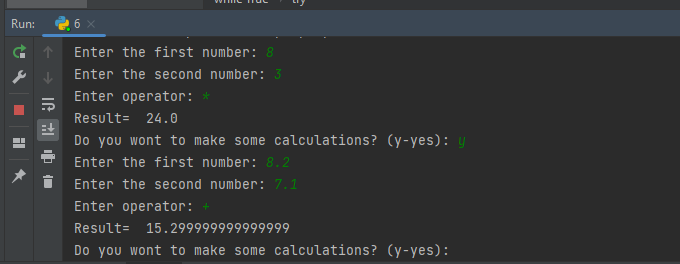 while True
try
Run:
6
Enter the first number: 8
Enter the second number: 3
Enter operator: *
Result=  24.0
Do you wont to make some calculations? (y-yes): y
Enter the first number: 8.2
Enter the second number: 7.1
Enter operator: +
Result=  15.299999999999999
Do you wont to make some calculations? (y-yes):